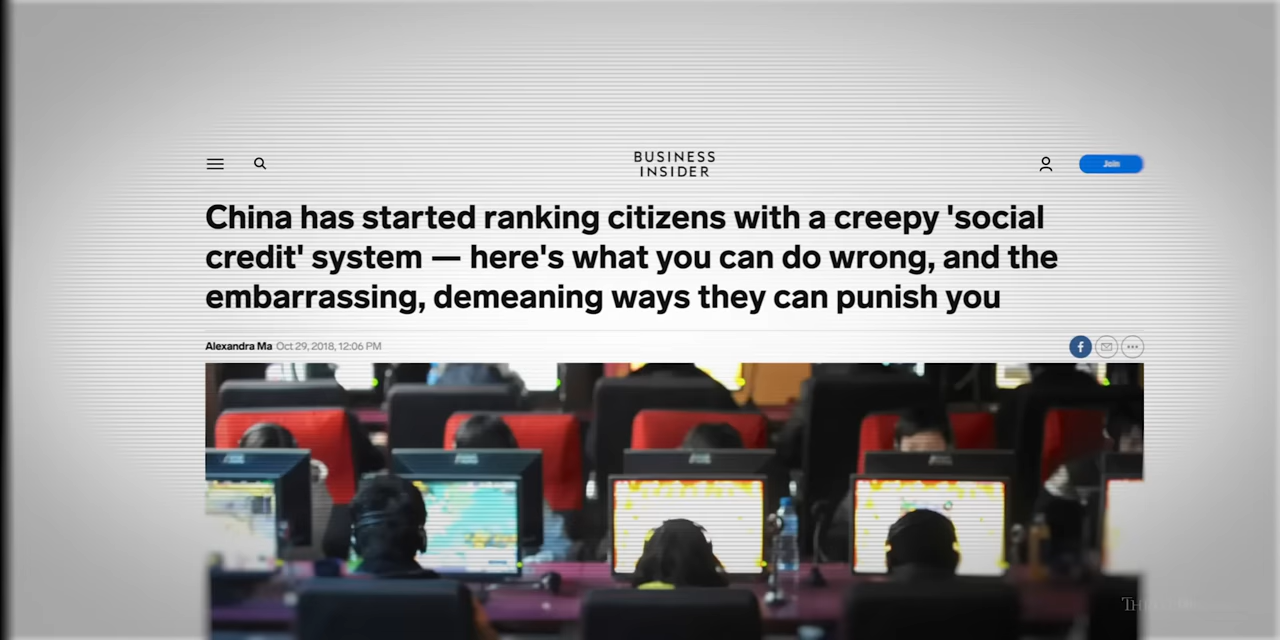 BUSINESS
INSIDER
Join
China has started ranking citizens with a creepy 'social
credit' system — here's what you can do wrong, and the
embarrassing, demeaning ways they can punish you
Alexandra Ma Oct 29, 2018, 12:06 PM